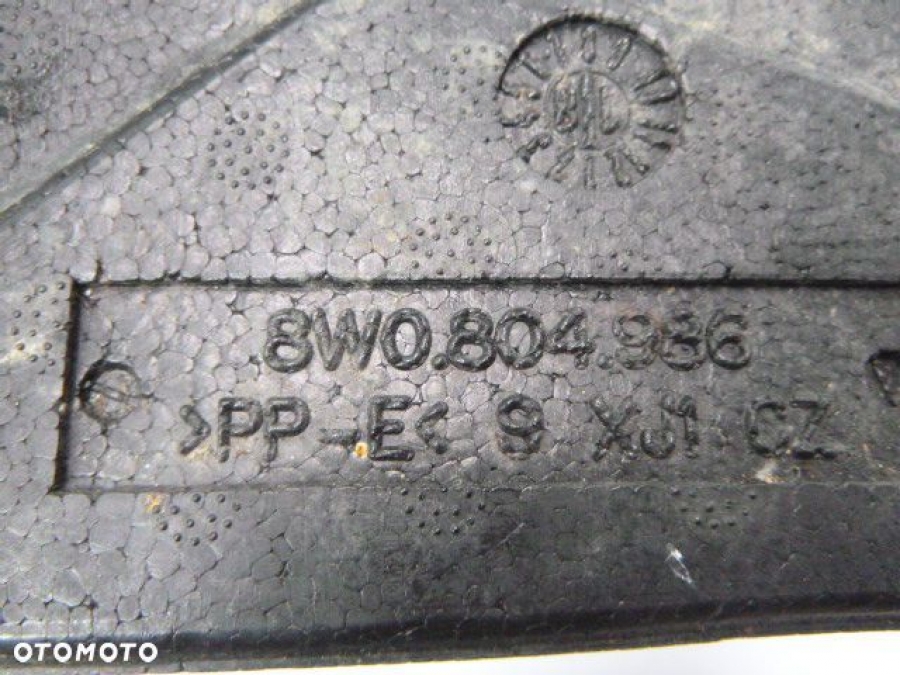 8W0.804.986
>PP-E< 9 XJ1 CZ
OTOMOTO